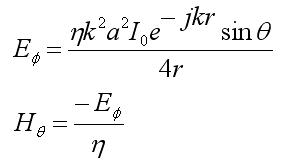 E_ϕ = ηk²a²I₀e^(−jkr) sin θ / 4r
H_θ = −E_ϕ / η